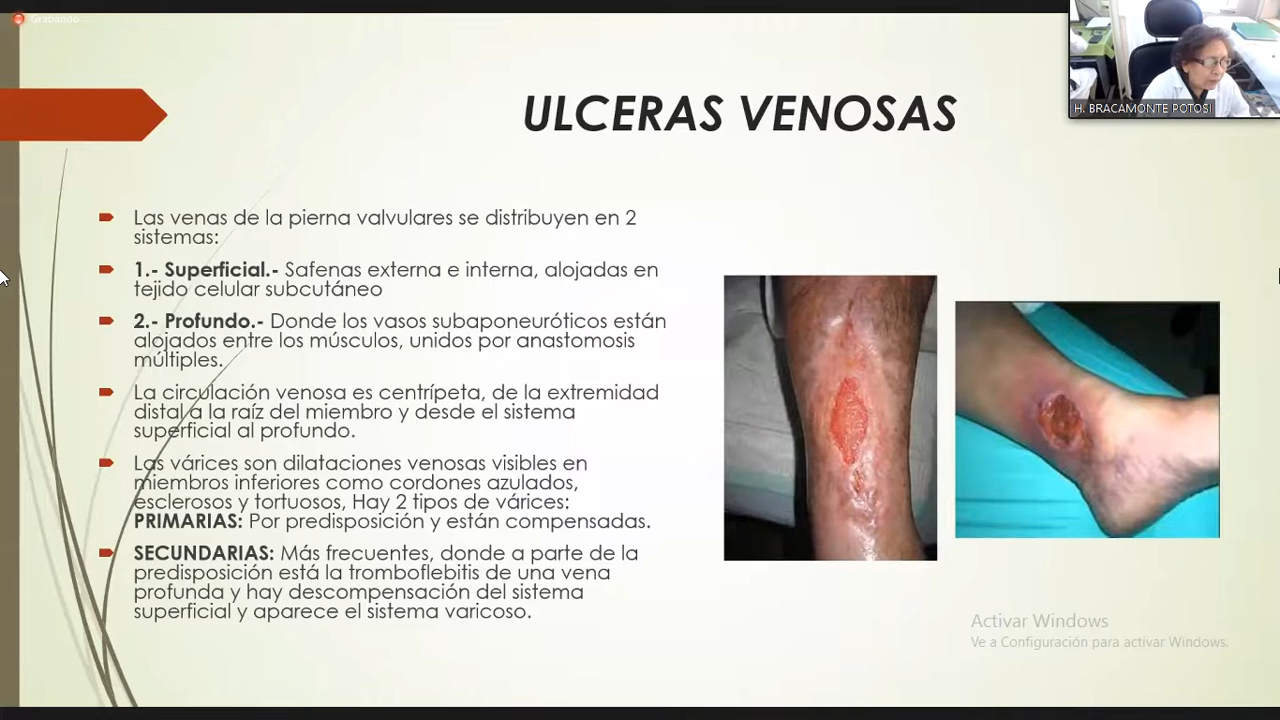 Grabando...
H. BRACAMONTE POTOSI
ULCERAS VENOSAS
Las venas de la pierna valvulares se distribuyen en 2
sistemas:
1.- Superficial.- Safenas externa e interna, alojadas en
tejido celular subcutáneo
2.- Profundo.- Donde los vasos subaponeuróticos están
alojados entre los músculos, unidos por anastomosis
múltiples.
La circulación venosa es centrípeta, de la extremidad
distal a la raíz del miembro y desde el sistema
superficial al profundo.
Las várices son dilataciones venosas visibles en
miembros inferiores como cordones azulados,
esclerosos y tortuosos, Hay 2 tipos de várices:
PRIMARIAS: Por predisposición y están compensadas.
SECUNDARIAS: Más frecuentes, donde a parte de la
predisposición está la tromboflebitis de una vena
profunda y hay descompensación del sistema
superficial y aparece el sistema varicoso.
Activar Windows
Ve a Configuración para activar Windows.